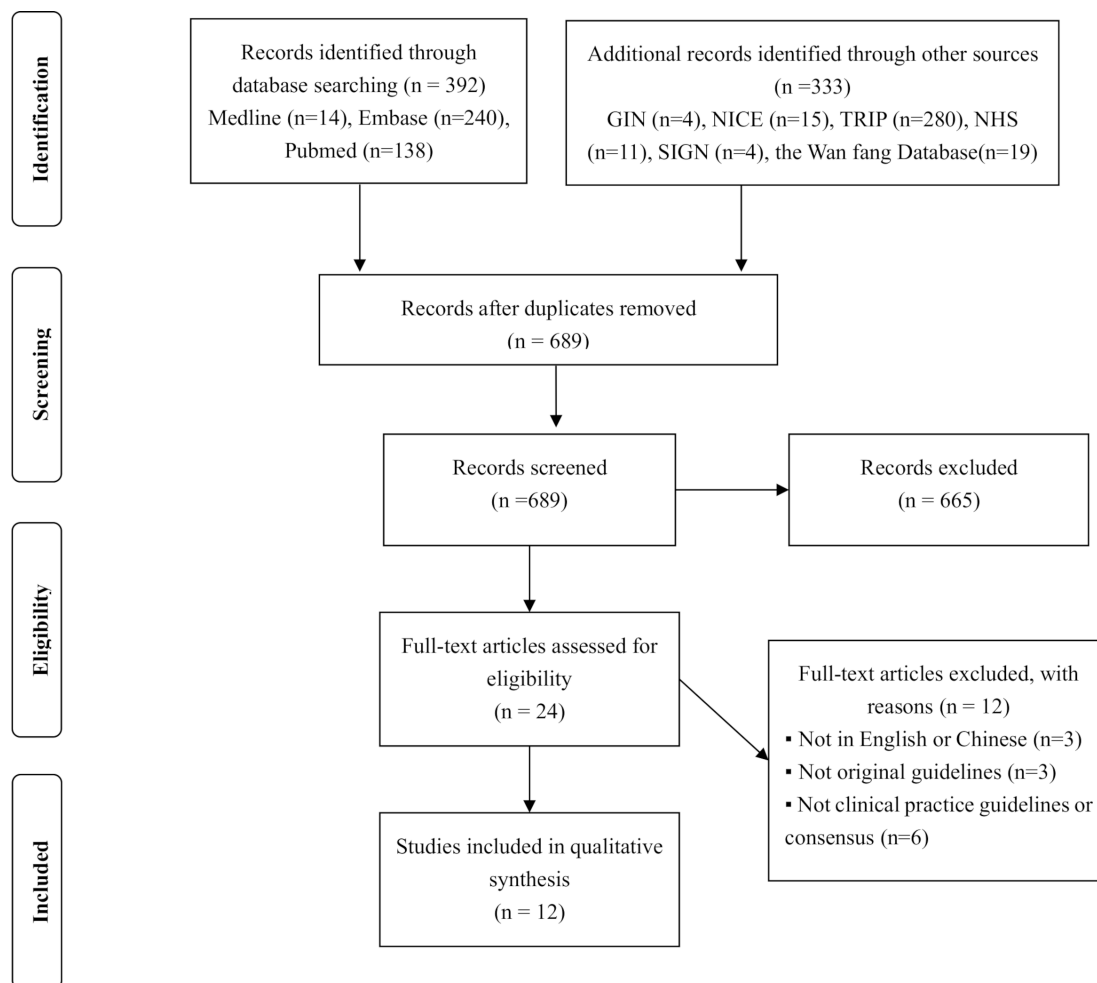 Identification
Records identified through
database searching (n = 392)
Medline (n=14), Embase (n=240),
Pubmed (n=138)
Additional records identified through other sources
(n =333)
GIN (n=4), NICE (n=15), TRIP (n=280), NHS
(n=11), SIGN (n=4), the Wan fang Database(n=19)
Screening
Records after duplicates removed
(n = 689)
Records screened
(n =689)
Records excluded
(n = 665)
Eligibility
Full-text articles assessed for
eligibility
(n = 24)
Full-text articles excluded, with
reasons (n = 12)
▪ Not in English or Chinese (n=3)
▪ Not original guidelines (n=3)
▪ Not clinical practice guidelines or
consensus (n=6)
Included
Studies included in qualitative
synthesis
(n = 12)